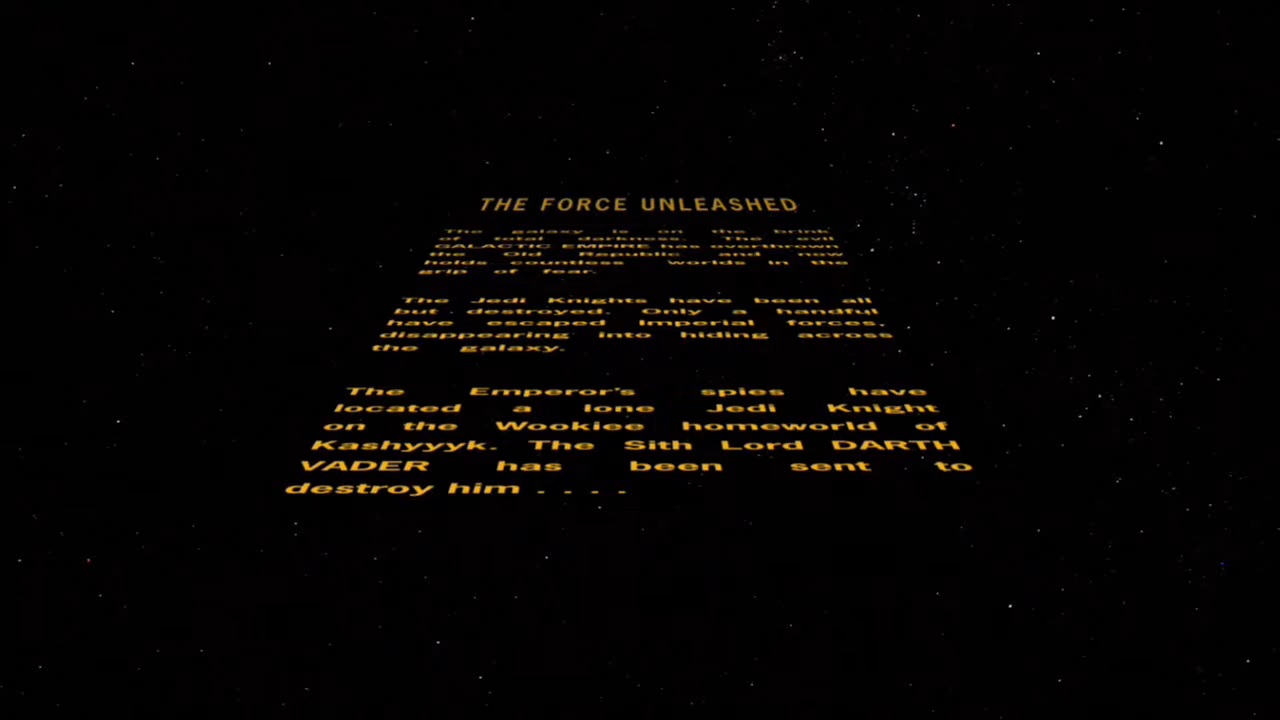 THE FORCE UNLEASHED
The galaxy is on the brink
of total darkness. The evil
GALACTIC EMPIRE has overthrown
the Old Republic and now
holds countless worlds in the
grip of fear.
The Jedi Knights have been all
but destroyed. Only a handful
have escaped Imperial forces,
disappearing into hiding across
the galaxy.
The Emperor's spies have
located a lone Jedi Knight
on the Wookiee homeworld of
Kashyyyk. The Sith Lord DARTH
VADER has been sent to
destroy him . . . .